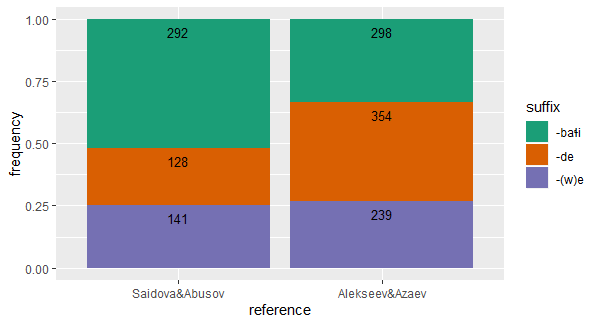 1.00
0.75
0.50
0.25
0.00
frequency
292
128
141
298
354
239
Saidova&Abusov
Alekseev&Azaev
reference
suffix
-baɬi
-de
-(w)e